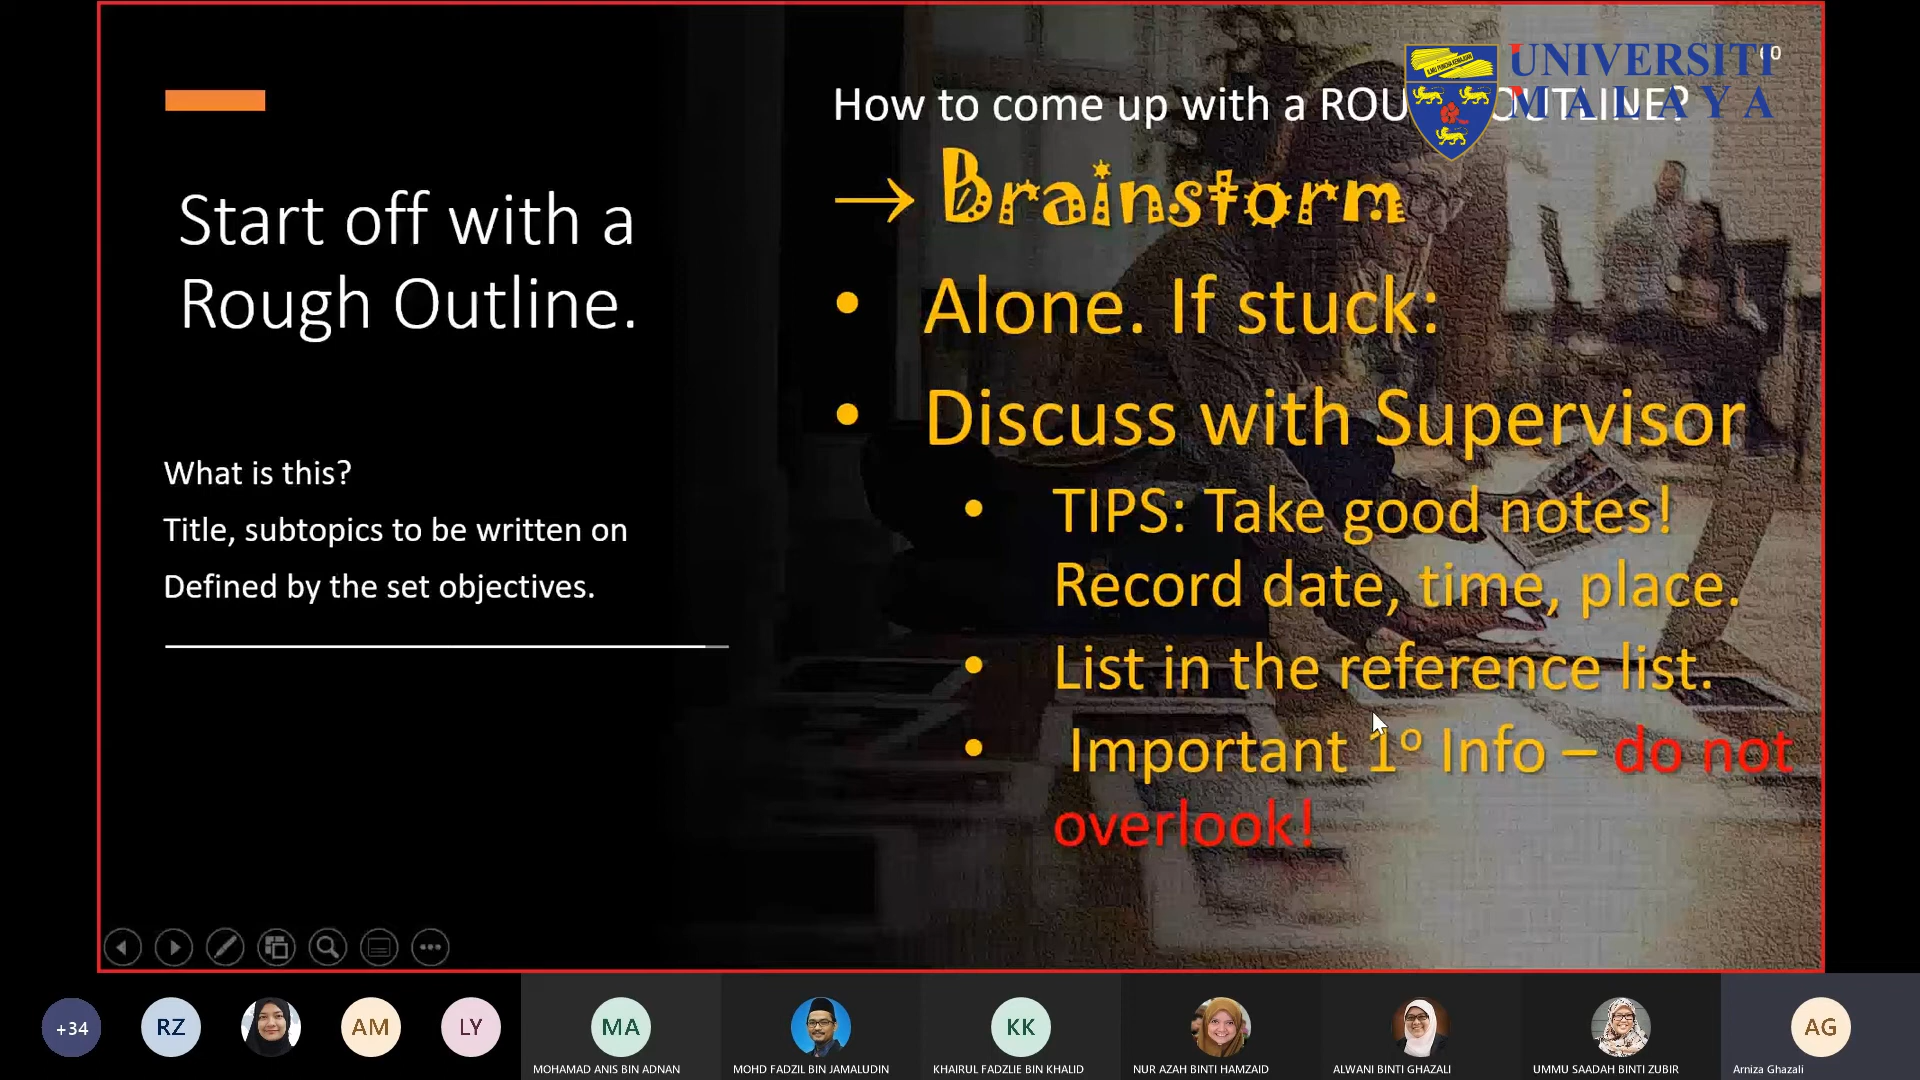 Start off with a
Rough Outline.
What is this?
Title, subtopics to be written on
Defined by the set objectives.
How to come up with a ROU OUTLINE?
→ Brainstorm
• Alone. If stuck:
• Discuss with Supervisor
• TIPS: Take good notes!
Record date, time, place.
• List in the reference list.
• Important 1º Info – do not
overlook!
UNIVERSITI
MALAYA
+34
RZ
AM
LY
MA
MOHAMAD ANIS BIN ADNAN
MOHD FADZIL BIN JAMALUDIN
KK
KHAIRUL FADZLIE BIN KHALID
NUR AZAH BINTI HAMZAID
ALWANI BINTI GHAZALI
UMMU SAADAH BINTI ZUBIR
AG
Arniza Ghazali